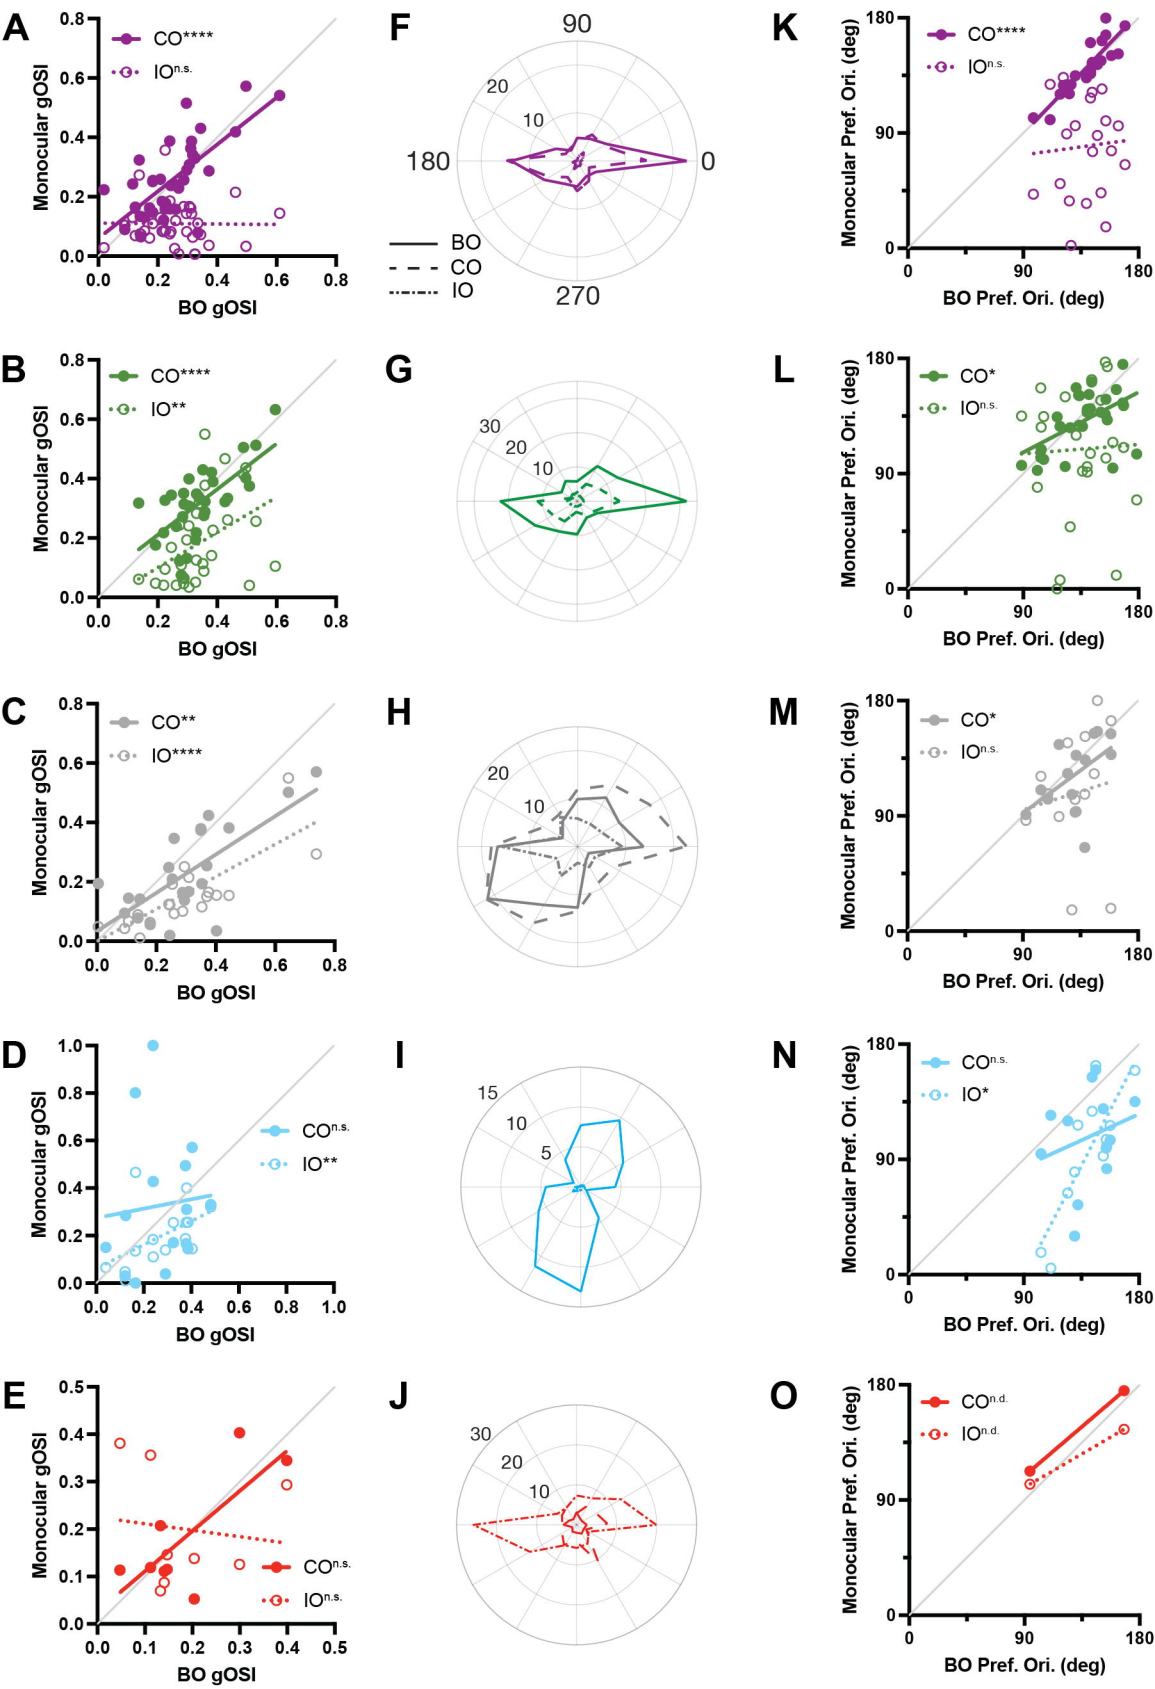 A
0.8
0.6
0.4
0.2
0.0
Monocular gOSI
CO****
IOn.s.
0.0 0.2 0.4 0.6 0.8
BO gOSI
F
90
20
10
180
0
270
BO
CO
IO
K
180
90
0
Monocular Pref. Ori. (deg)
CO****
IOn.s.
0 90 180
BO Pref. Ori. (deg)
B
0.8
0.6
0.4
0.2
0.0
Monocular gOSI
CO****
IO**
0.0 0.2 0.4 0.6 0.8
BO gOSI
G
30
20
10
L
180
90
0
Monocular Pref. Ori. (deg)
CO*
IOn.s.
0 90 180
BO Pref. Ori. (deg)
C
0.8
0.6
0.4
0.2
0.0
Monocular gOSI
CO**
IO****
0.0 0.2 0.4 0.6 0.8
BO gOSI
H
20
10
M
180
90
0
Monocular Pref. Ori. (deg)
CO*
IOn.s.
0 90 180
BO Pref. Ori. (deg)
D
1.0
0.8
0.6
0.4
0.2
0.0
Monocular gOSI
COn.s.
IO**
0.0 0.2 0.4 0.6 0.8 1.0
BO gOSI
I
15
10
5
N
180
90
0
Monocular Pref. Ori. (deg)
COn.s.
IO*
0 90 180
BO Pref. Ori. (deg)
E
0.5
0.4
0.3
0.2
0.1
0.0
Monocular gOSI
COn.s.
IOn.s.
0.0 0.1 0.2 0.3 0.4 0.5
BO gOSI
J
30
20
10
O
180
90
0
Monocular Pref. Ori. (deg)
COn.d.
IOn.d.
0 90 180
BO Pref. Ori. (deg)